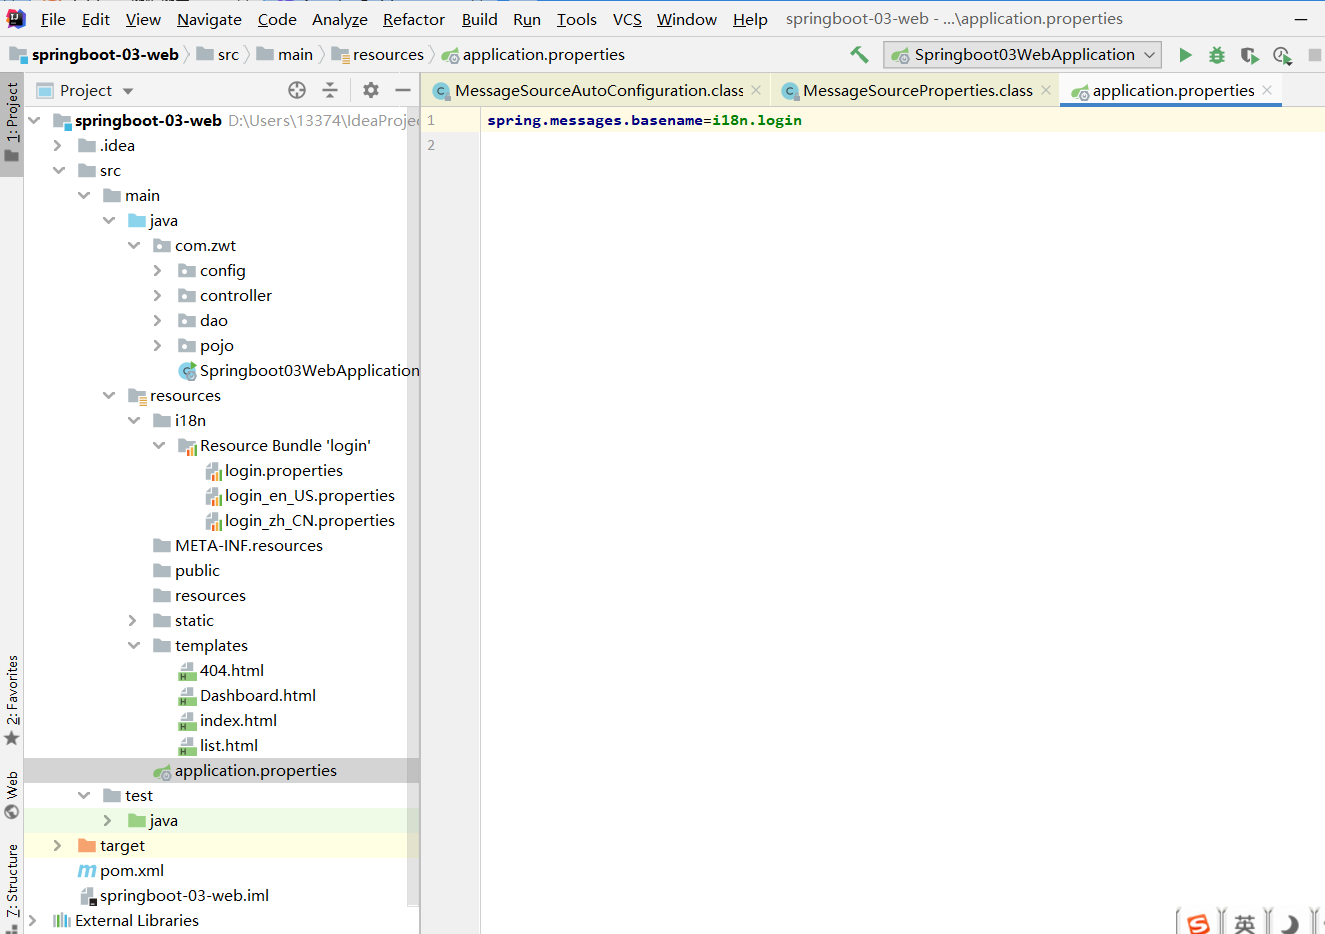 File Edit View Navigate Code Analyze Refactor Build Run Tools VCS Window Help springboot-03-web - ...\application.properties
springboot-03-web src main resources application.properties Springboot03WebApplication
Project MessageSourceAutoConfiguration.class MessageSourceProperties.class application.properties
1: Project
springboot-03-web D:\Users\13374\IdeaProjec
1 spring.messages.basename=i18n.login
.idea
2
src
main
java
com.zwt
config
controller
dao
pojo
Springboot03WebApplication
resources
i18n
Resource Bundle 'login'
login.properties
login_en_US.properties
login_zh_CN.properties
META-INF.resources
public
resources
static
templates
404.html
Dashboard.html
index.html
list.html
application.properties
test
java
target
pom.xml
springboot-03-web.iml
External Libraries
2: Favorites
Web
7: Structure
英